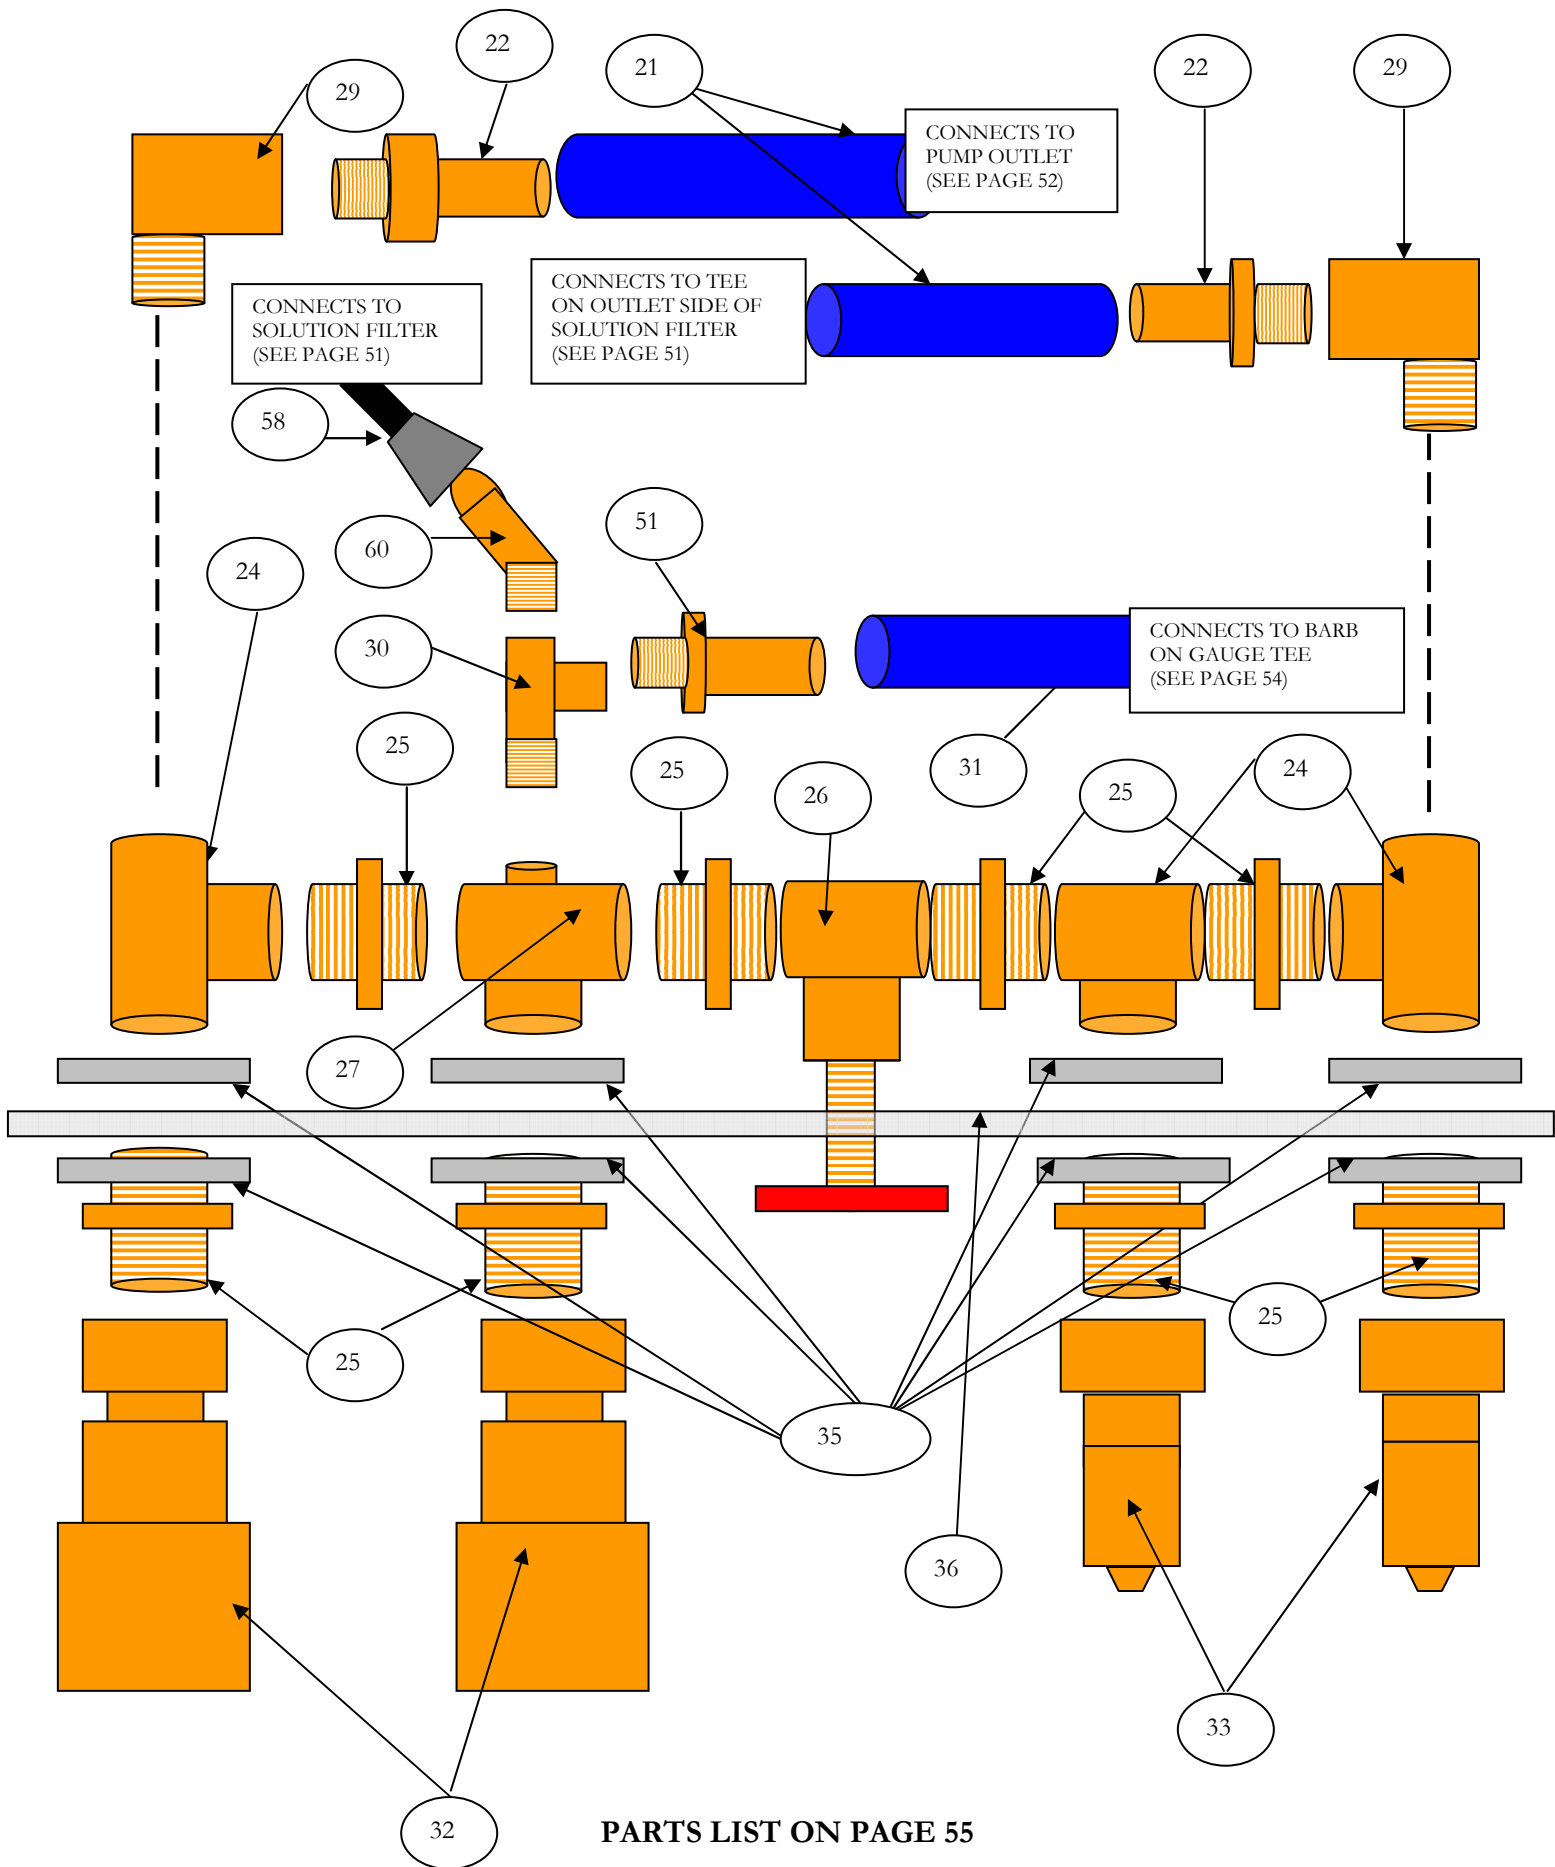 22
21
22
29
29
CONNECTS TO
PUMP OUTLET
(SEE PAGE 52)
CONNECTS TO
SOLUTION FILTER
(SEE PAGE 51)
CONNECTS TO TEE
ON OUTLET SIDE OF
SOLUTION FILTER
(SEE PAGE 51)
58
51
60
24
30
CONNECTS TO BARB
ON GAUGE TEE
(SEE PAGE 54)
25
25
26
31
25
24
27
25
25
35
36
33
32
PARTS LIST ON PAGE 55